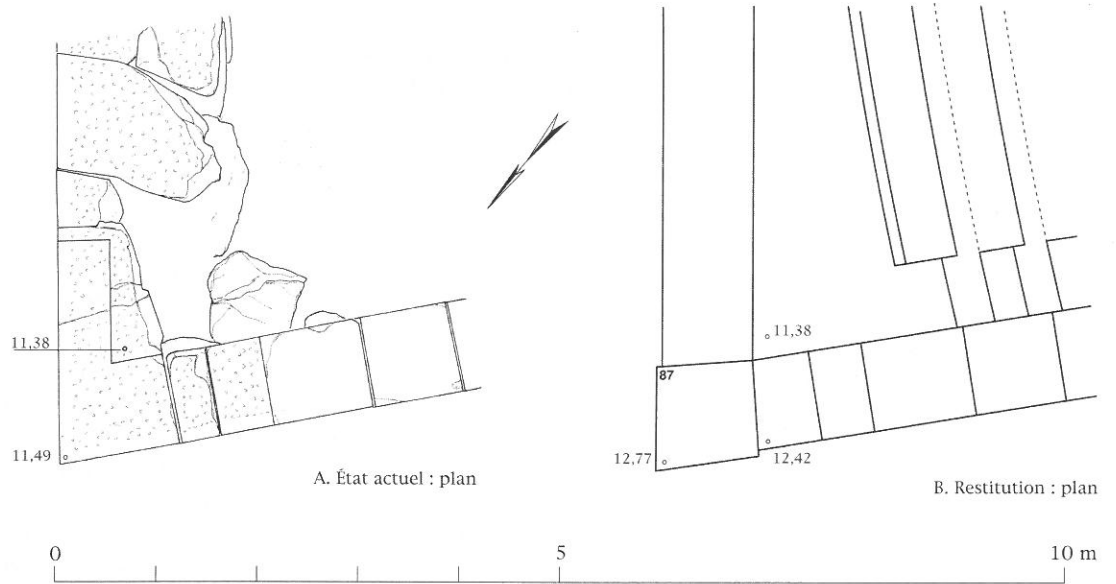 11,38
11,49
A. État actuel : plan
11,38
87
12,77
12,42
B. Restitution : plan
0
5
10 m